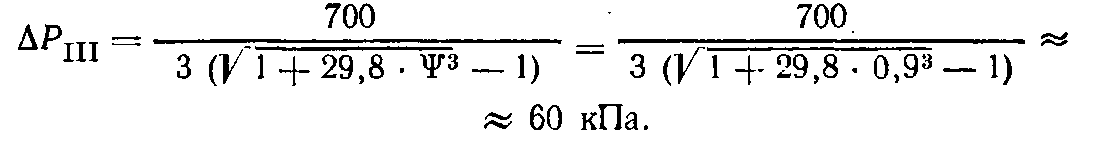 ΔP_III = 700 / (3 (√(1 + 29,8 · Ψ³) − 1)) = 700 / (3 (√(1 + 29,8 · 0,9³) − 1)) ≈
≈ 60 кПа.